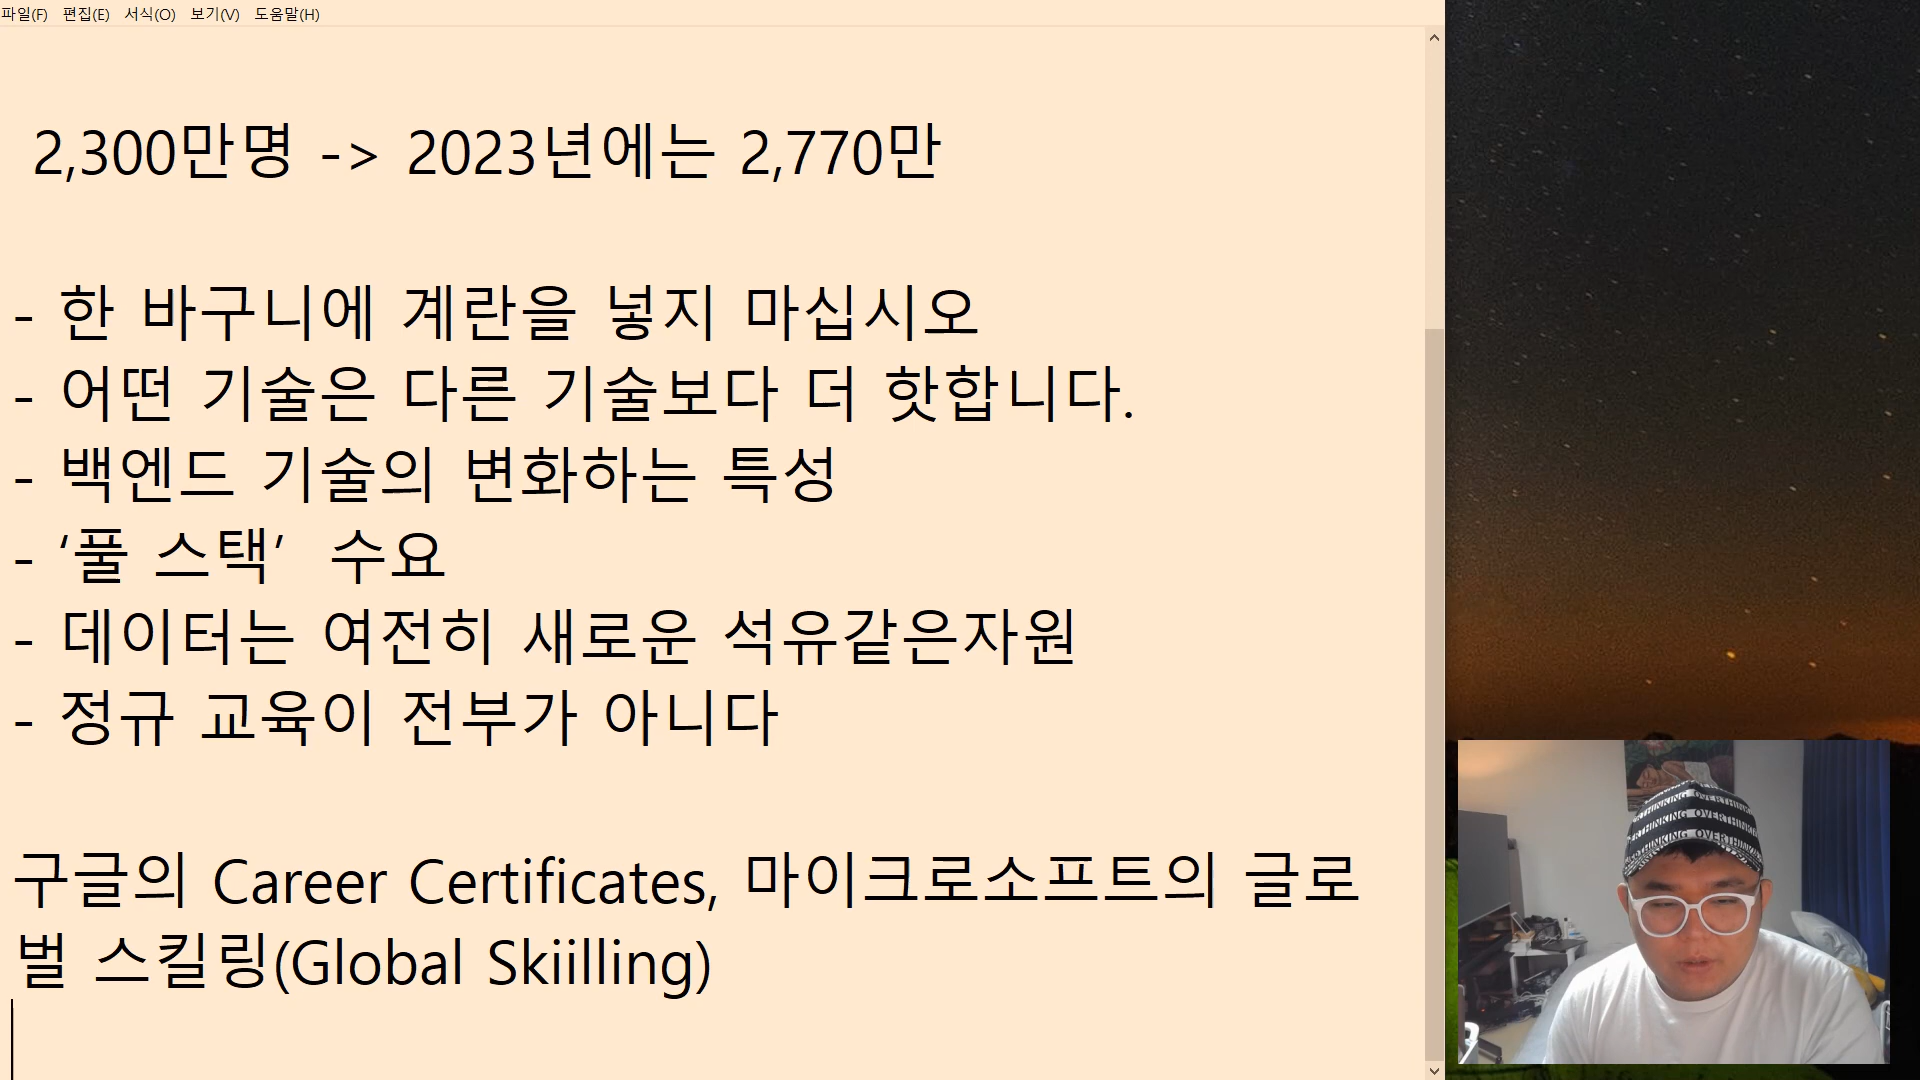 파일(F) 편집(E) 서식(O) 보기(V) 도움말(H)
2,300만명 -> 2023년에는 2,770만
- 한 바구니에 계란을 넣지 마십시오
- 어떤 기술은 다른 기술보다 더 핫합니다.
- 백엔드 기술의 변화하는 특성
- ‘풀 스택’ 수요
- 데이터는 여전히 새로운 석유같은자원
- 정규 교육이 전부가 아니다
구글의 Career Certificates, 마이크로소프트의 글로
벌 스킬링(Global Skiilling)
OVERTHINKING
THINKING OVERTHINKIN
ERTHINKING OVERTHI